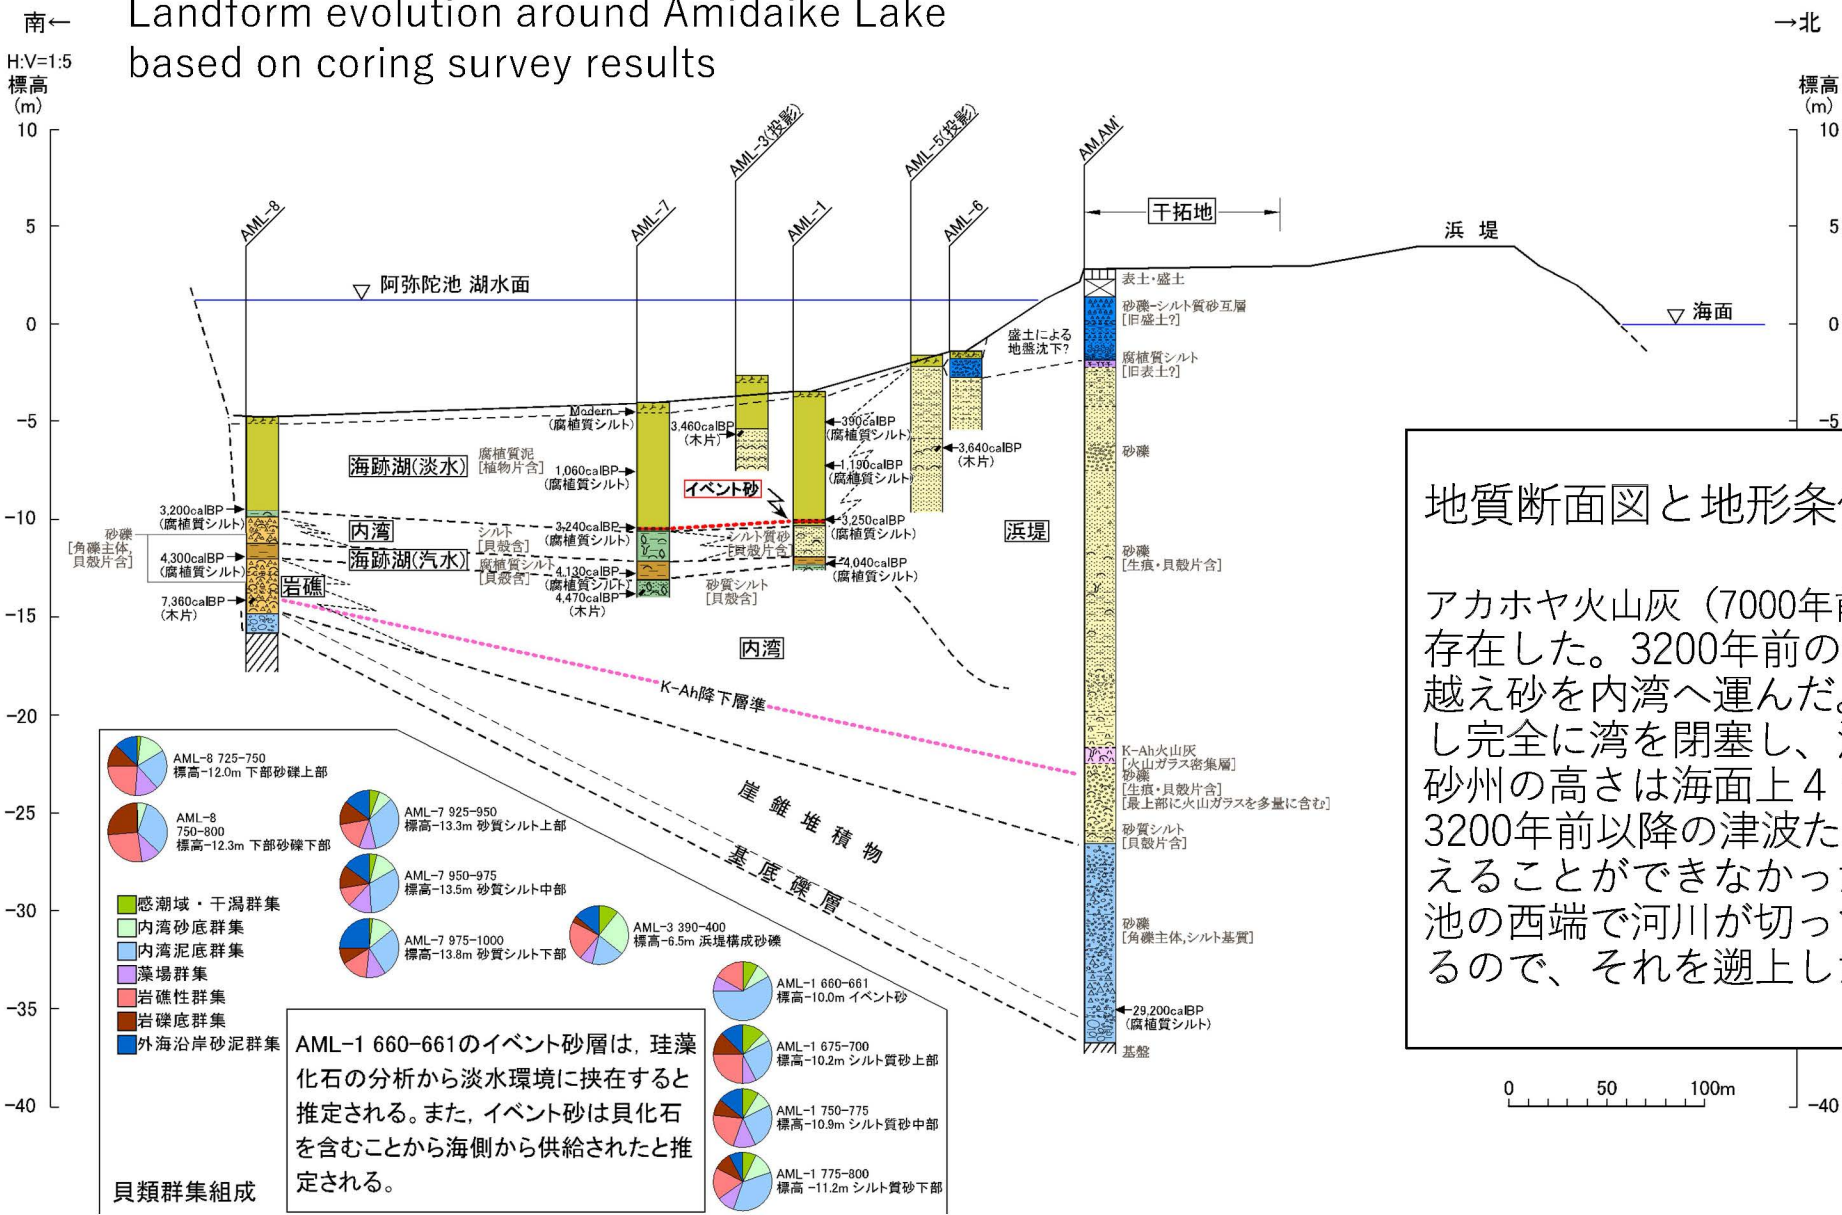 Landform evolution around Amidaike Lake
based on coring survey results
南←
→北
H:V=1:5
標高
(m)
標高
(m)
10
5
0
−5
−10
−15
−20
−25
−30
−35
−40
10
5
0
−5
−40
AML-8
AML-7
AML-3(投影)
AML-1
AML-5(投影)
AML-6
AM,AM'
干拓地
浜 堤
▽ 阿弥陀池 湖水面
▽ 海面
盛土による
地盤沈下?
表土・盛土
砂礫-シルト質砂互層
[旧盛土?]
腐植質シルト
[旧表土?]
砂礫
砂礫
[生痕・貝殻片含]
K-Ah火山灰
[火山ガラス密集層]
砂礫
[生痕・貝殻片含]
[最上部に火山ガラスを多量に含む]
砂質シルト
[貝殻片含]
砂礫
[角礫主体,シルト基質]
29,200calBP
(腐植質シルト)
基盤
Modern
(腐植質シルト)
3,460calBP
(木片)
390calBP
(腐植質シルト)
1,190calBP
(腐植質シルト)
3,640calBP
(木片)
海跡湖(淡水)
腐植質泥
[植物片含]
1,060calBP
(腐植質シルト)
イベント砂
3,200calBP
(腐植質シルト)
内湾
シルト
[貝殻含]
3,240calBP
(腐植質シルト)
シルト質砂
[貝殻片含]
3,250calBP
(腐植質シルト)
浜堤
砂礫
[角礫主体,
貝殻片含]
4,300calBP
(腐植質シルト)
海跡湖(汽水)
腐植質シルト
[貝殻含]
4,130calBP
(腐植質シルト)
4,470calBP
(木片)
砂質シルト
[貝殻含]
4,040calBP
(腐植質シルト)
岩礁
7,360calBP
(木片)
内湾
K-Ah降下層準
崖錐堆積物
基底礫層
AML-8 725-750
標高-12.0m 下部砂礫上部
AML-8
750-800
標高-12.3m 下部砂礫下部
AML-7 925-950
標高-13.3m 砂質シルト上部
AML-7 950-975
標高-13.5m 砂質シルト中部
AML-7 975-1000
標高-13.8m 砂質シルト下部
AML-3 390-400
標高-6.5m 浜堤構成砂礫
AML-1 660-661
標高-10.0m イベント砂
AML-1 675-700
標高-10.2m シルト質砂上部
AML-1 750-775
標高-10.9m シルト質砂中部
AML-1 775-800
標高 -11.2m シルト質砂下部
感潮域・干潟群集
内湾砂底群集
内湾泥底群集
藻場群集
岩礁性群集
岩礫底群集
外海沿岸砂泥群集
貝類群集組成
AML-1 660-661のイベント砂層は, 珪藻
化石の分析から淡水環境に挟在すると
推定される。また, イベント砂は貝化石
を含むことから海側から供給されたと推
定される。
地質断面図と地形条
アカホヤ火山灰（7000年前
存在した。3200年前の
越え砂を内湾へ運んだ。
し完全に湾を閉塞し、
砂州の高さは海面上４
3200年前以降の津波た
えることができなかっ
池の西端で河川が切っ
るので、それを遡上し
0 50 100m